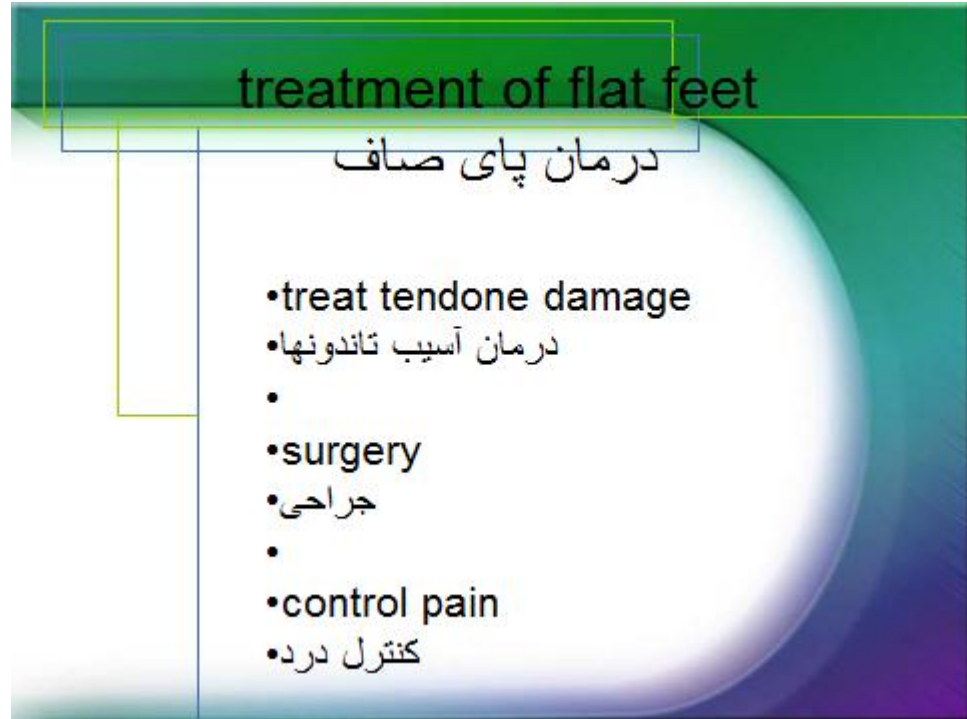 treatment of flat feet
درمان پای صاف
•treat tendone damage
•درمان آسیب تاندونها
•
•surgery
•جراحی
•
•control pain
•کنترل درد